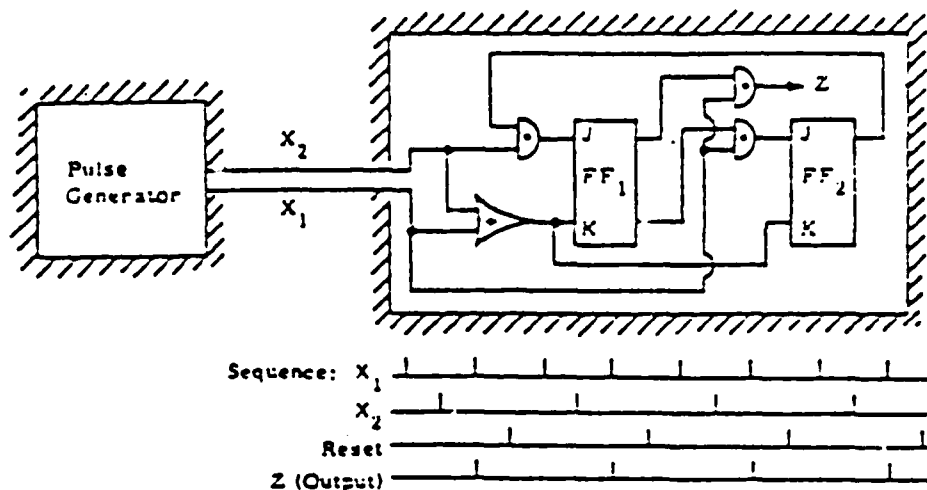 Pulse
Generator
X2
X1
Z
J
FF1
K
J
FF2
K
Sequence: X1
X2
Reset
Z (Output)